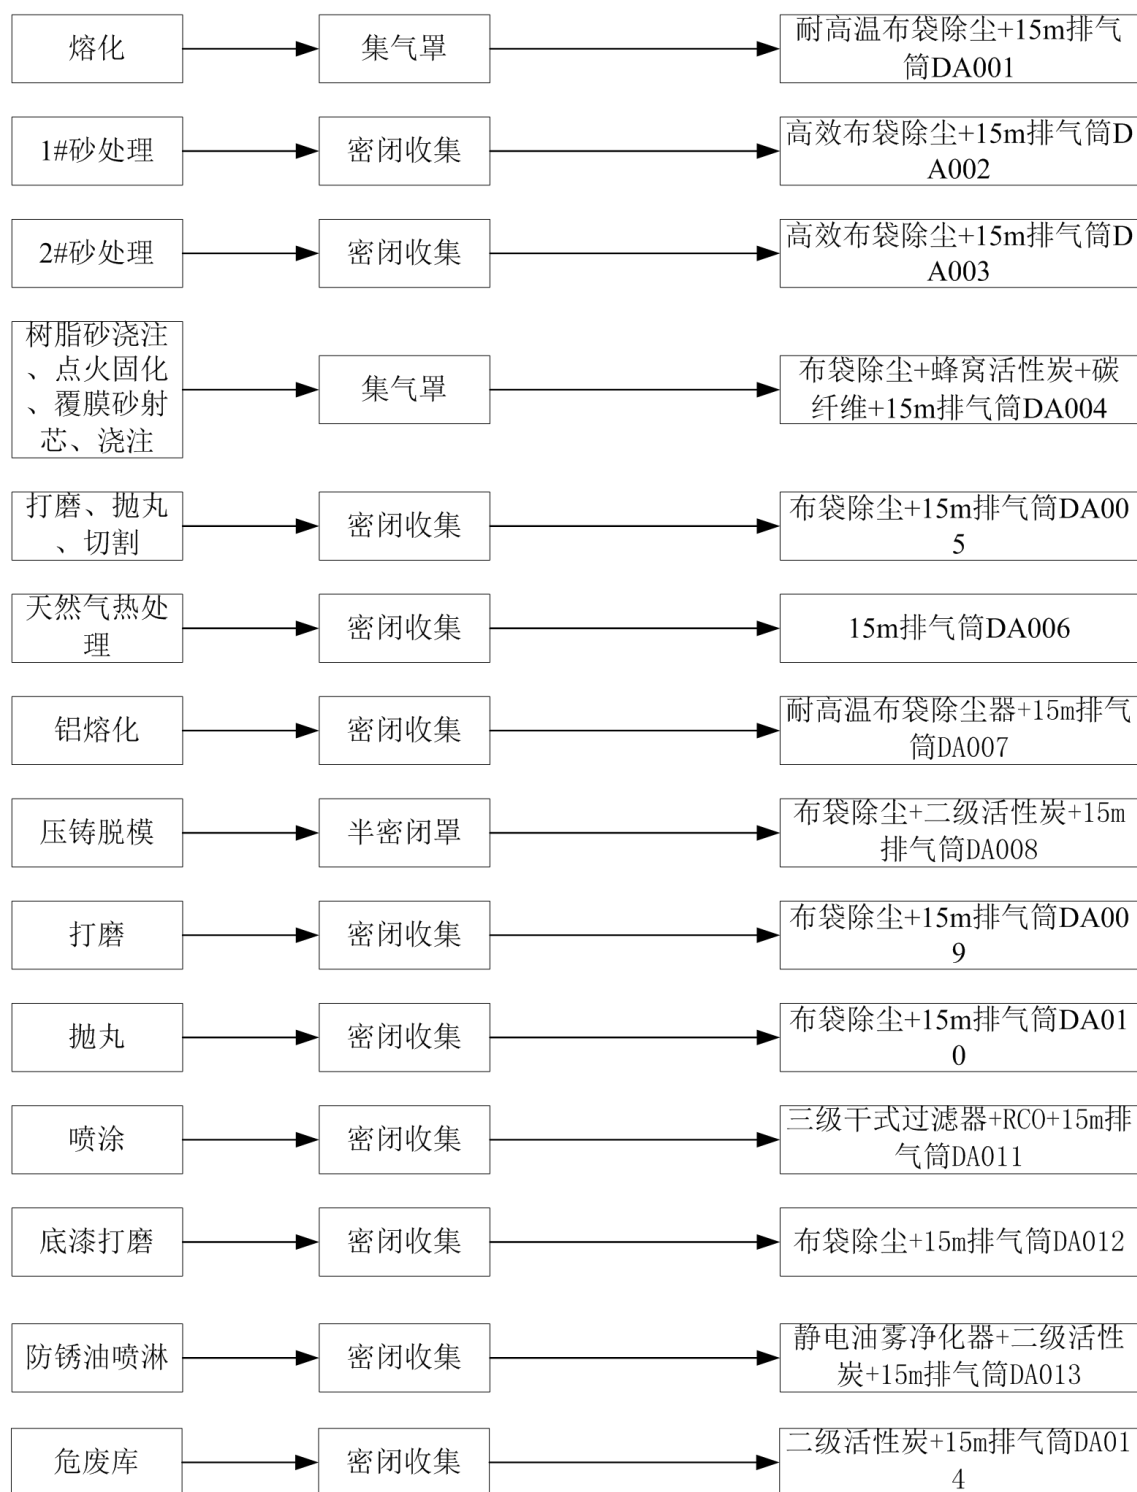 熔化
集气罩
耐高温布袋除尘+15m排气
筒DA001
1#砂处理
密闭收集
高效布袋除尘+15m排气筒D
A002
2#砂处理
密闭收集
高效布袋除尘+15m排气筒D
A003
树脂砂浇注
、点火固化
、覆膜砂射
芯、浇注
集气罩
布袋除尘+蜂窝活性炭+碳
纤维+15m排气筒DA004
打磨、抛丸
、切割
密闭收集
布袋除尘+15m排气筒DA00
5
天然气热处
理
密闭收集
15m排气筒DA006
铝熔化
密闭收集
耐高温布袋除尘器+15m排气
筒DA007
压铸脱模
半密闭罩
布袋除尘+二级活性炭+15m
排气筒DA008
打磨
密闭收集
布袋除尘+15m排气筒DA00
9
抛丸
密闭收集
布袋除尘+15m排气筒DA01
0
喷涂
密闭收集
三级干式过滤器+RCO+15m排
气筒DA011
底漆打磨
密闭收集
布袋除尘+15m排气筒DA012
防锈油喷淋
密闭收集
静电油雾净化器+二级活性
炭+15m排气筒DA013
危废库
密闭收集
二级活性炭+15m排气筒DA01
4